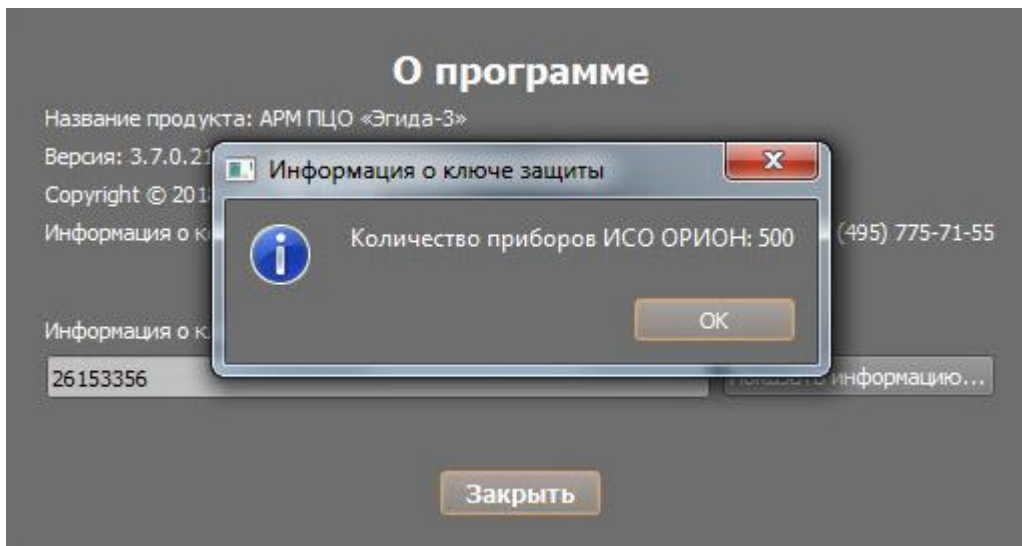 О программе
Название продукта: АРМ ПЦО «Эгида-3»
Версия: 3.7.0.21
Информация о ключе защиты
Copyright © 201
Количество приборов ИСО ОРИОН: 500
Информация о
(495) 775-71-55
OK
Информация о
26153356
Показать информацию...
Закрыть